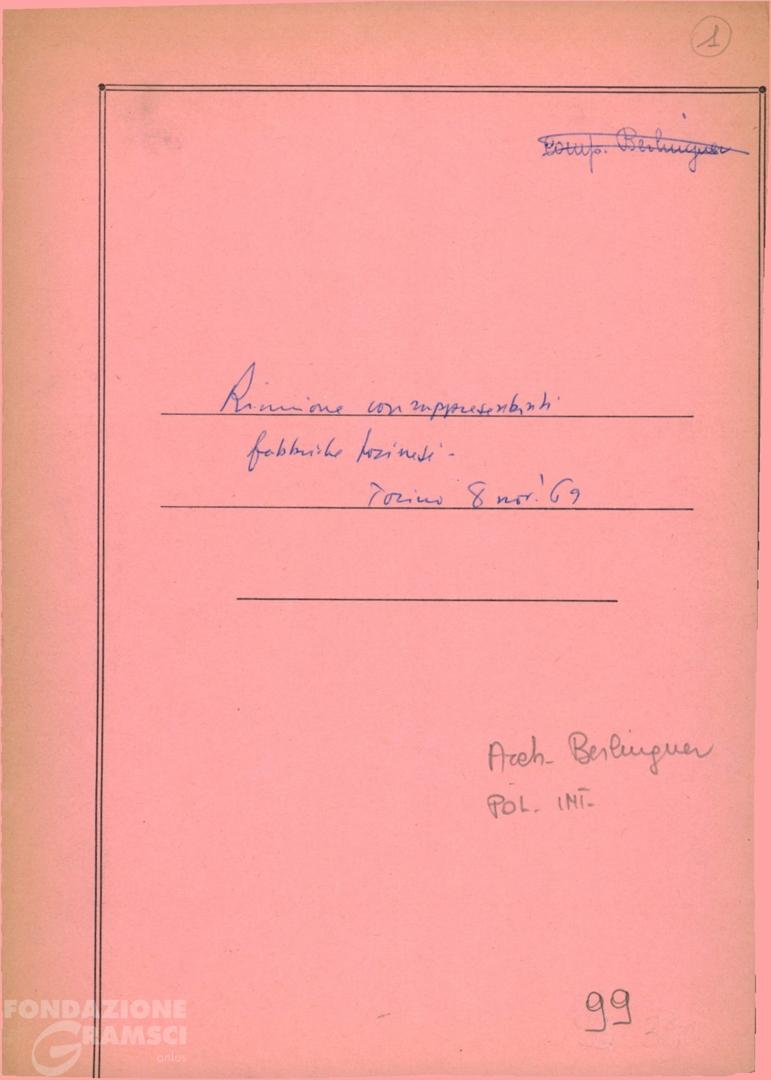 1
comp. Berlinguer
Riunione con rappresentanti
fabbriche torinesi -
Torino 8 nov. '69
Arch. Berlinguer
POL. INT.
99
FONDAZIONE
GRAMSCI
onlus